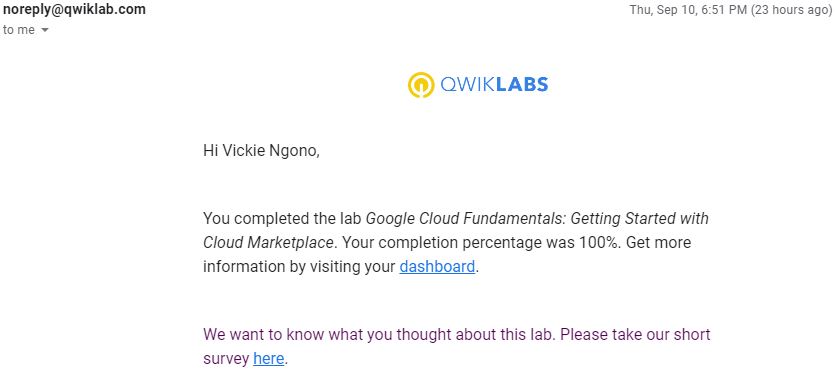 noreply@qwiklab.com
Thu, Sep 10, 6:51 PM (23 hours ago)
to me
QWIKLABS
Hi Vickie Ngono,
You completed the lab Google Cloud Fundamentals: Getting Started with
Cloud Marketplace. Your completion percentage was 100%. Get more
information by visiting your dashboard.
We want to know what you thought about this lab. Please take our short
survey here.